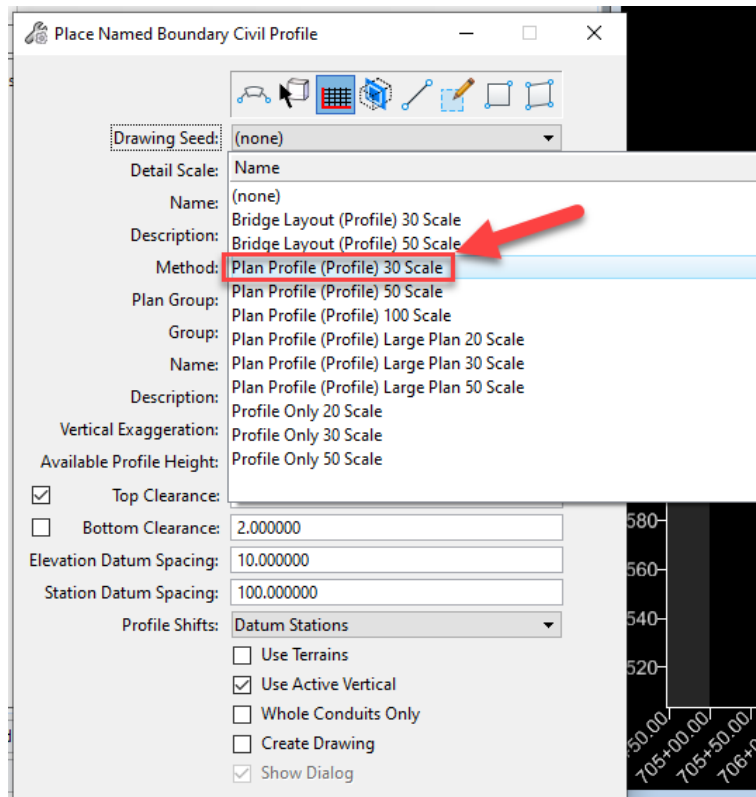 Place Named Boundary Civil Profile
Drawing Seed: (none)
Detail Scale: Name
Name: (none)
Bridge Layout (Profile) 30 Scale
Description: Bridge Layout (Profile) 50 Scale
Method: Plan Profile (Profile) 30 Scale
Plan Group: Plan Profile (Profile) 50 Scale
Plan Profile (Profile) 100 Scale
Group: Plan Profile (Profile) Large Plan 20 Scale
Name: Plan Profile (Profile) Large Plan 30 Scale
Description: Plan Profile (Profile) Large Plan 50 Scale
Profile Only 20 Scale
Vertical Exaggeration: Profile Only 30 Scale
Available Profile Height: Profile Only 50 Scale
Top Clearance:
Bottom Clearance: 2.000000
Elevation Datum Spacing: 10.000000
Station Datum Spacing: 100.000000
Profile Shifts: Datum Stations
Use Terrains
Use Active Vertical
Whole Conduits Only
Create Drawing
Show Dialog
580
560
540
520
50.00
705+00.00
705+50.00